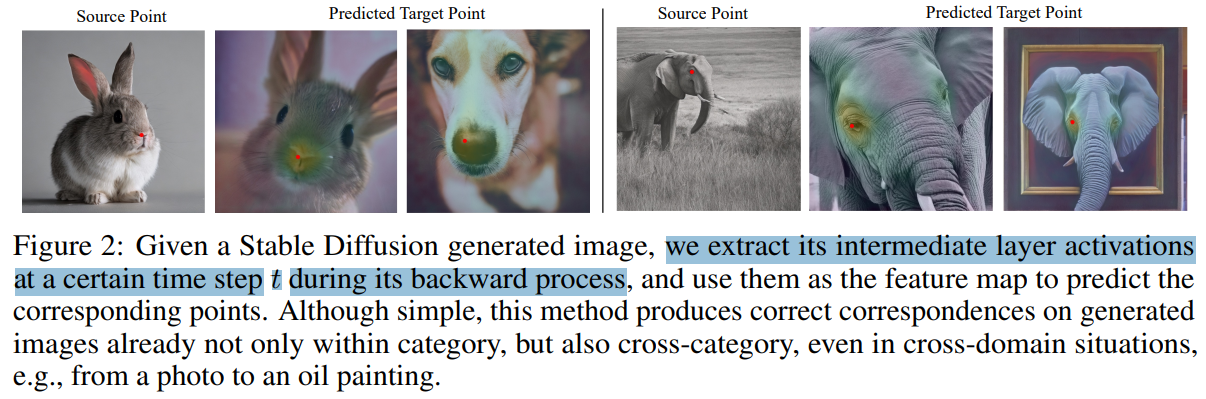 Source Point
Predicted Target Point
Source Point
Predicted Target Point
Figure 2: Given a Stable Diffusion generated image, we extract its intermediate layer activations
at a certain time step t during its backward process, and use them as the feature map to predict the
corresponding points. Although simple, this method produces correct correspondences on generated
images already not only within category, but also cross-category, even in cross-domain situations,
e.g., from a photo to an oil painting.